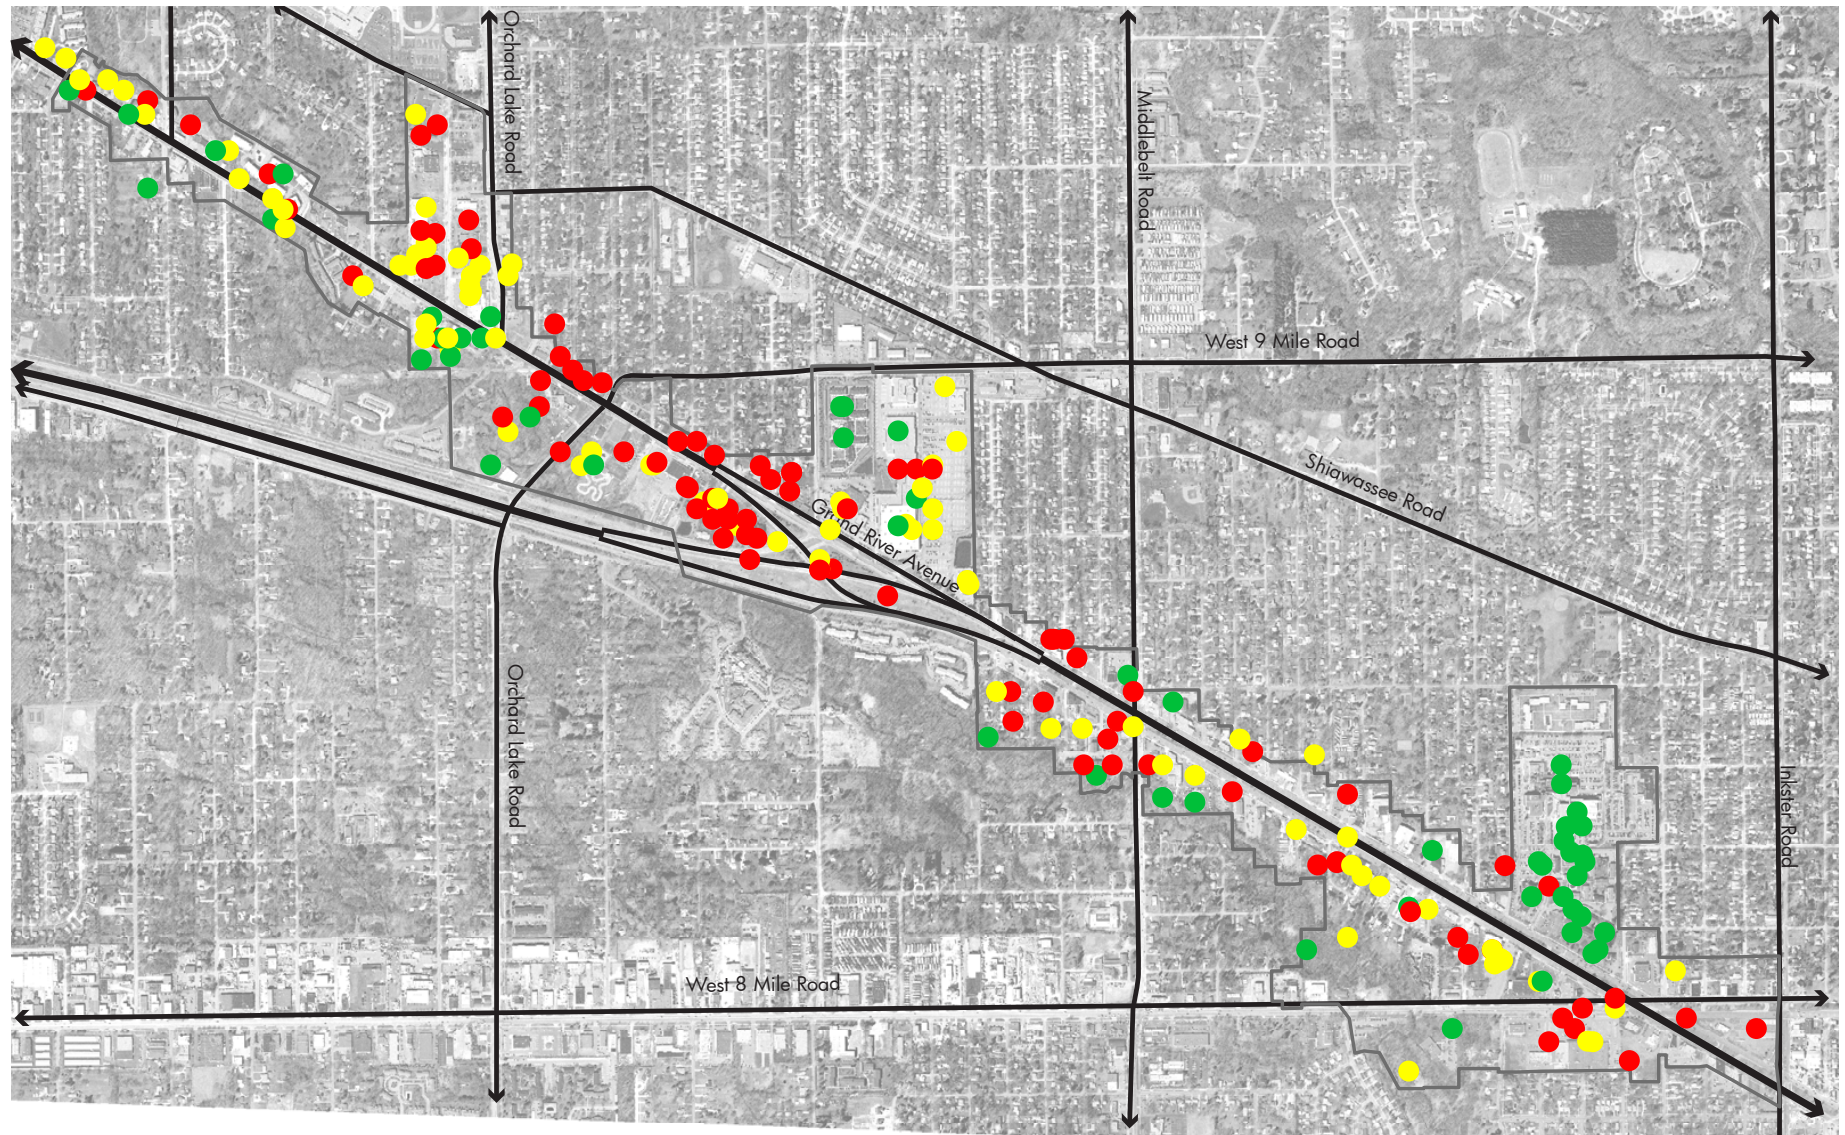 Orchard Lake Road
Middlebelt Road
West 9 Mile Road
Shiawassee Road
Grand River Avenue
Orchard Lake Road
Inkster Road
West 8 Mile Road